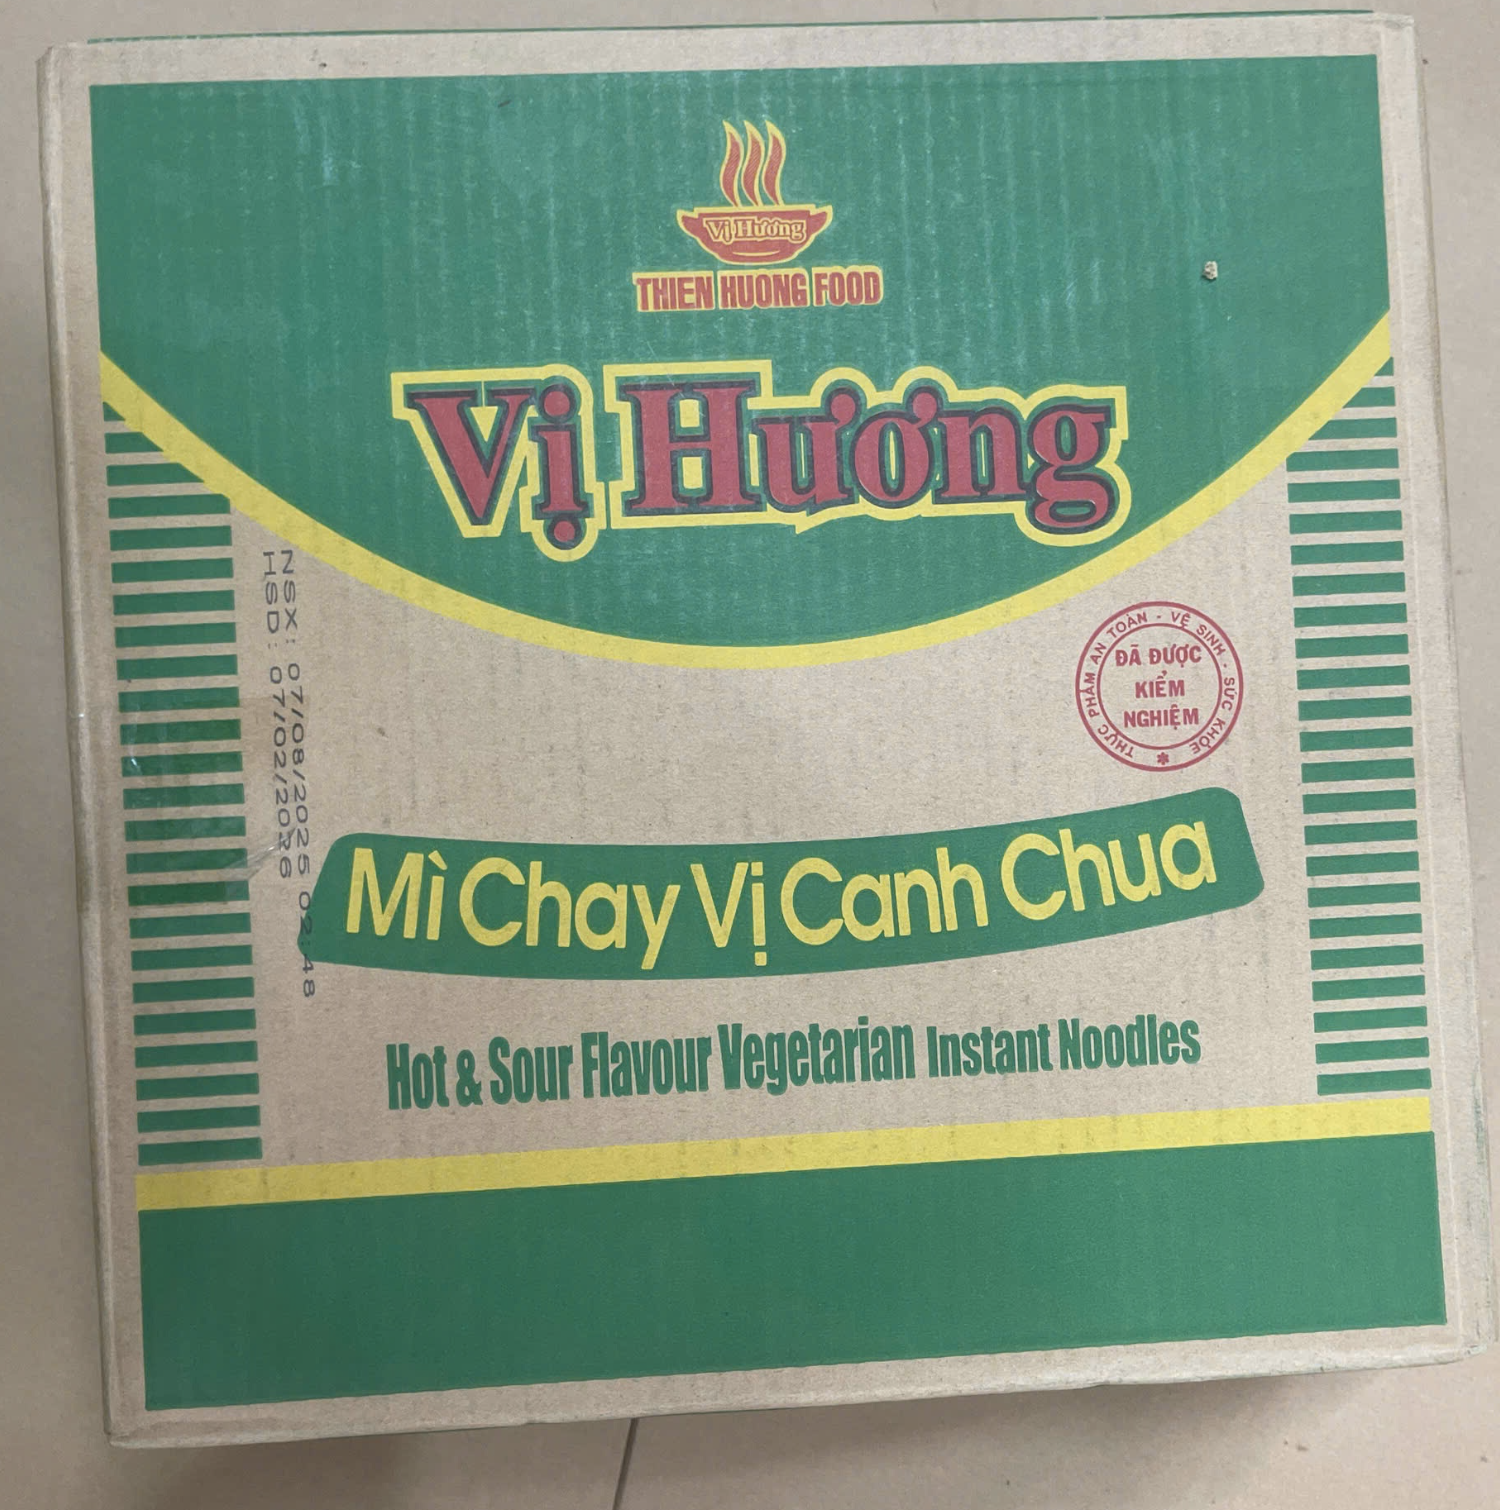 Vị Hương
THIEN HUONG FOOD
Vị Hương
NSX: 07/08/2025 02:48
HSD: 07/02/2026
THỰC PHẨM AN TOÀN - VỆ SINH - SỨC KHỎE
ĐÃ ĐƯỢC
KIỂM
NGHIỆM
Mì Chay Vị Canh Chua
Hot & Sour Flavour Vegetarian Instant Noodles